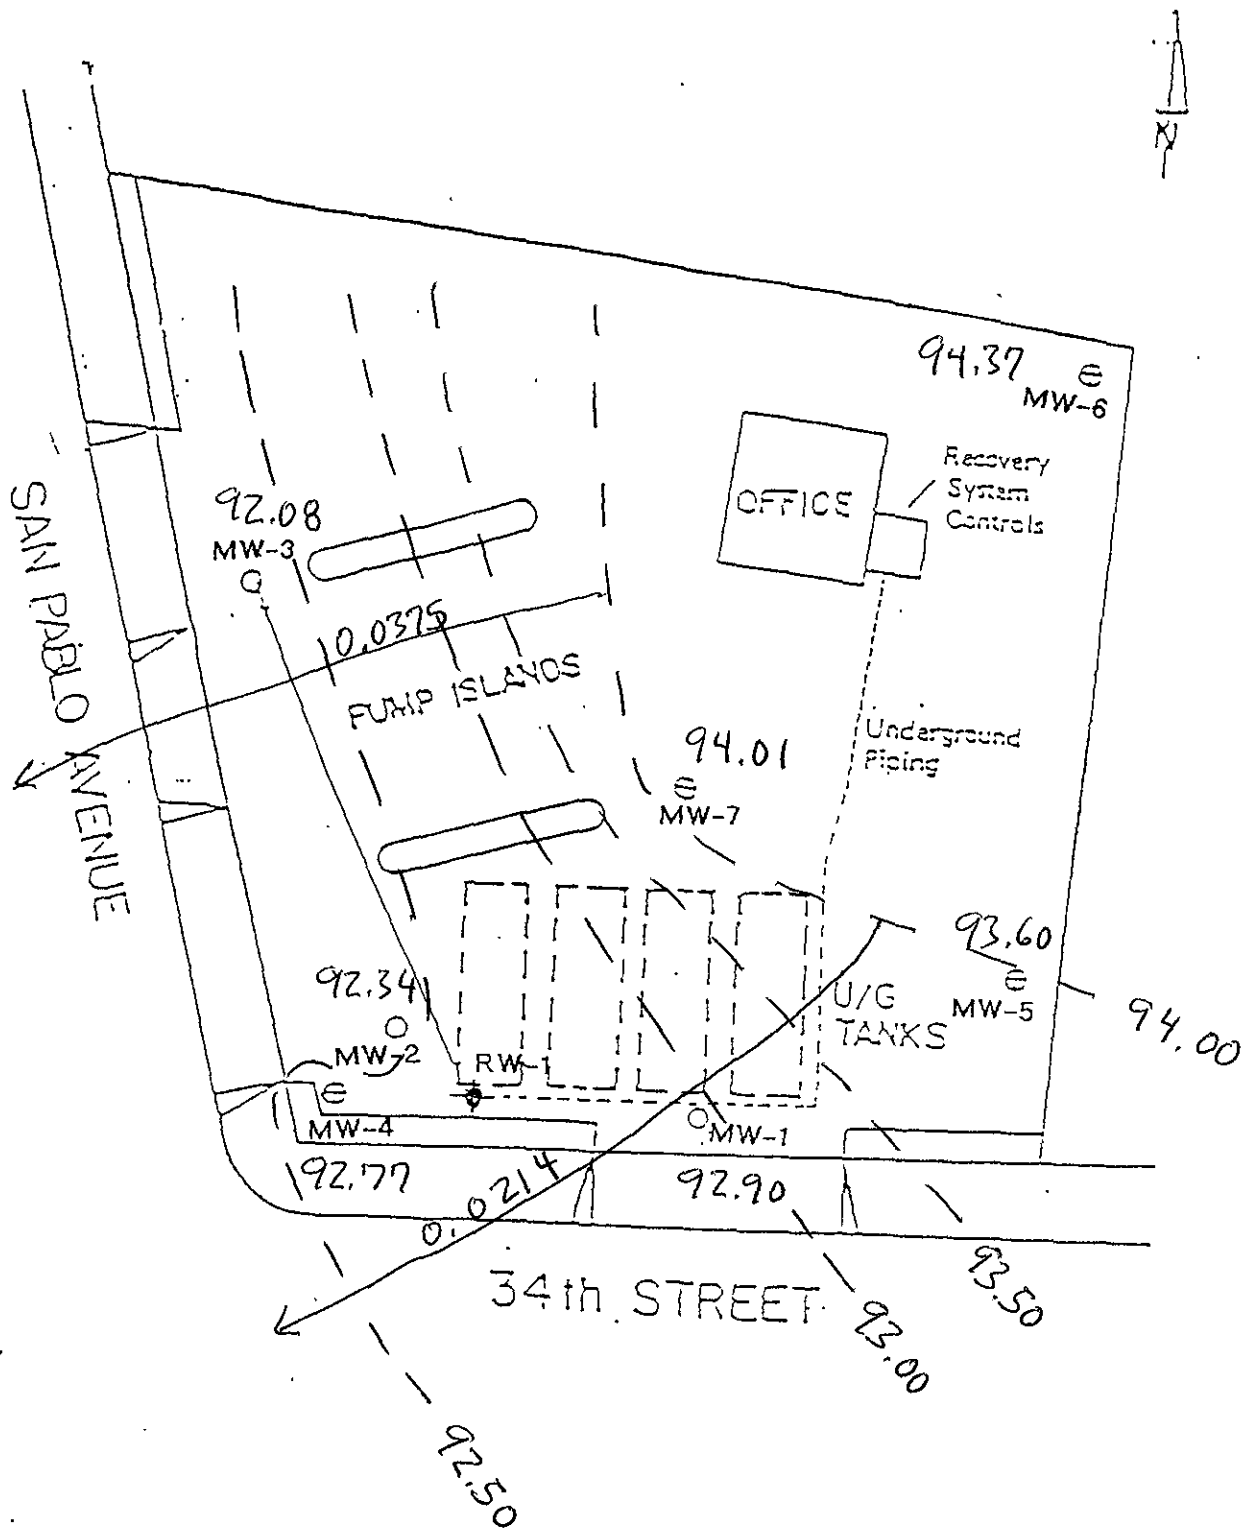 N
94.37
MW-6
OFFICE
Recovery
System
Controls
92.08
MW-3
SAN PABLO AVENUE
0.0375
PUMP ISLANDS
94.01
MW-7
Underground
Piping
93.60
MW-5
94.00
U/G
TANKS
92.34
MW-2
RW-1
MW-4
MW-1
92.77
92.90
0.0214
34th STREET
93.50
93.00
92.50